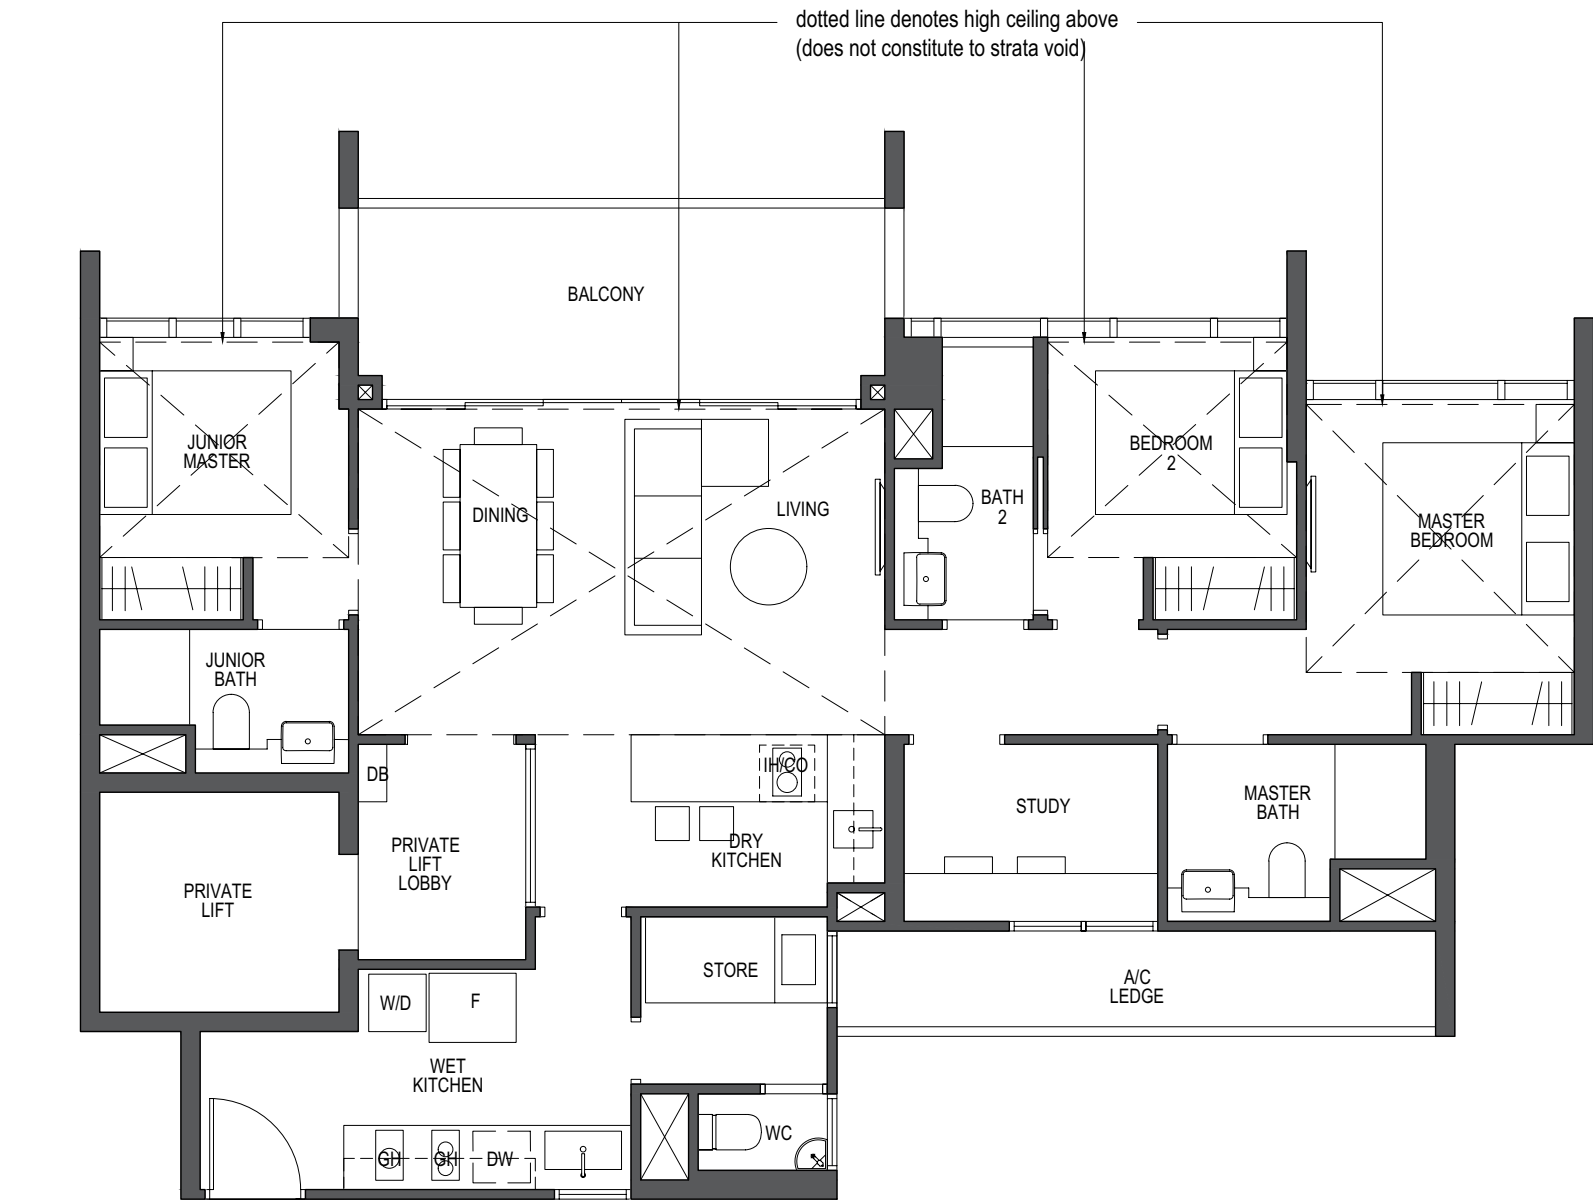 dotted line denotes high ceiling above
(does not constitute to strata void)
BALCONY
JUNIOR
MASTER
DINING
LIVING
BATH
2
BEDROOM
2
MASTER
BEDROOM
JUNIOR
BATH
DB
IH/CO
PRIVATE
LIFT
LOBBY
DRY
KITCHEN
STUDY
MASTER
BATH
PRIVATE
LIFT
STORE
A/C
LEDGE
W/D
F
WET
KITCHEN
GH
GH
DW
WC